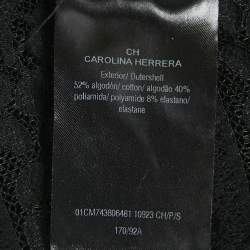 CH
CAROLINA HERRERA
Exterior/ Outershell
52% algodón/ cotton/ algodão 40%
poliamida/ polyamide 8% elastano/
elastane
01CM743806481 10923 CH/P/S
170/92A